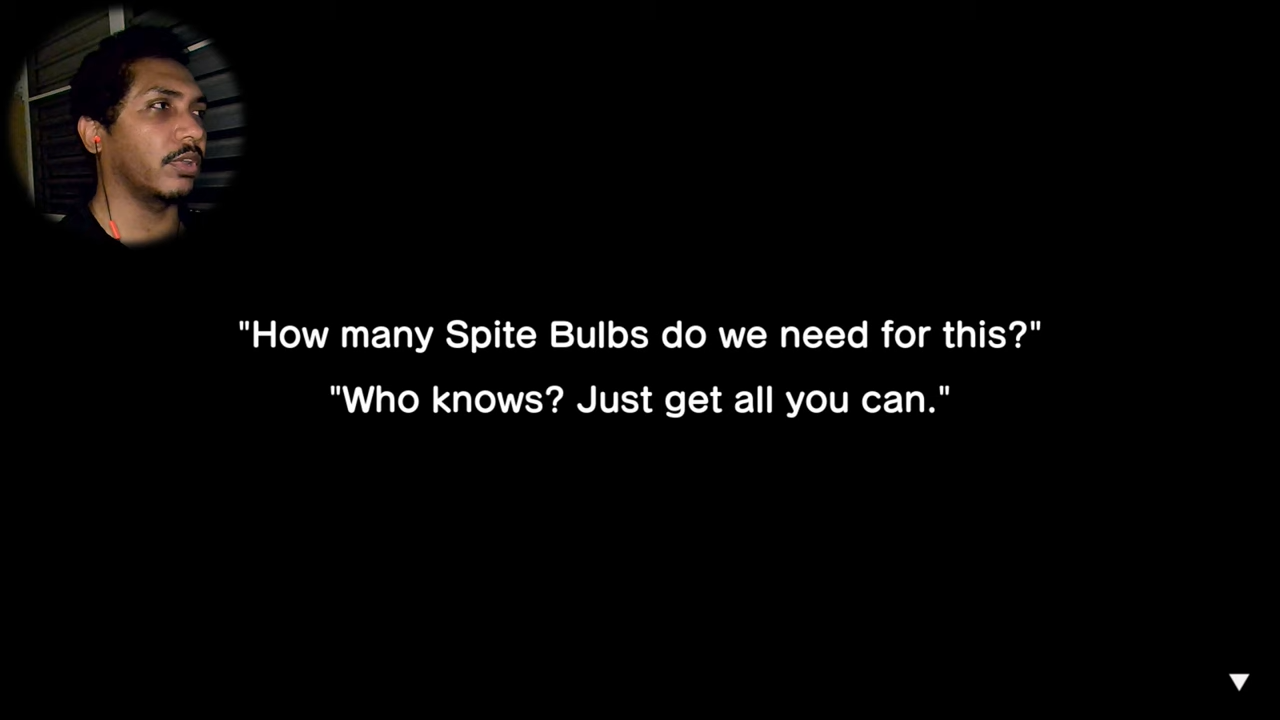 "How many Spite Bulbs do we need for this?"
"Who knows? Just get all you can."